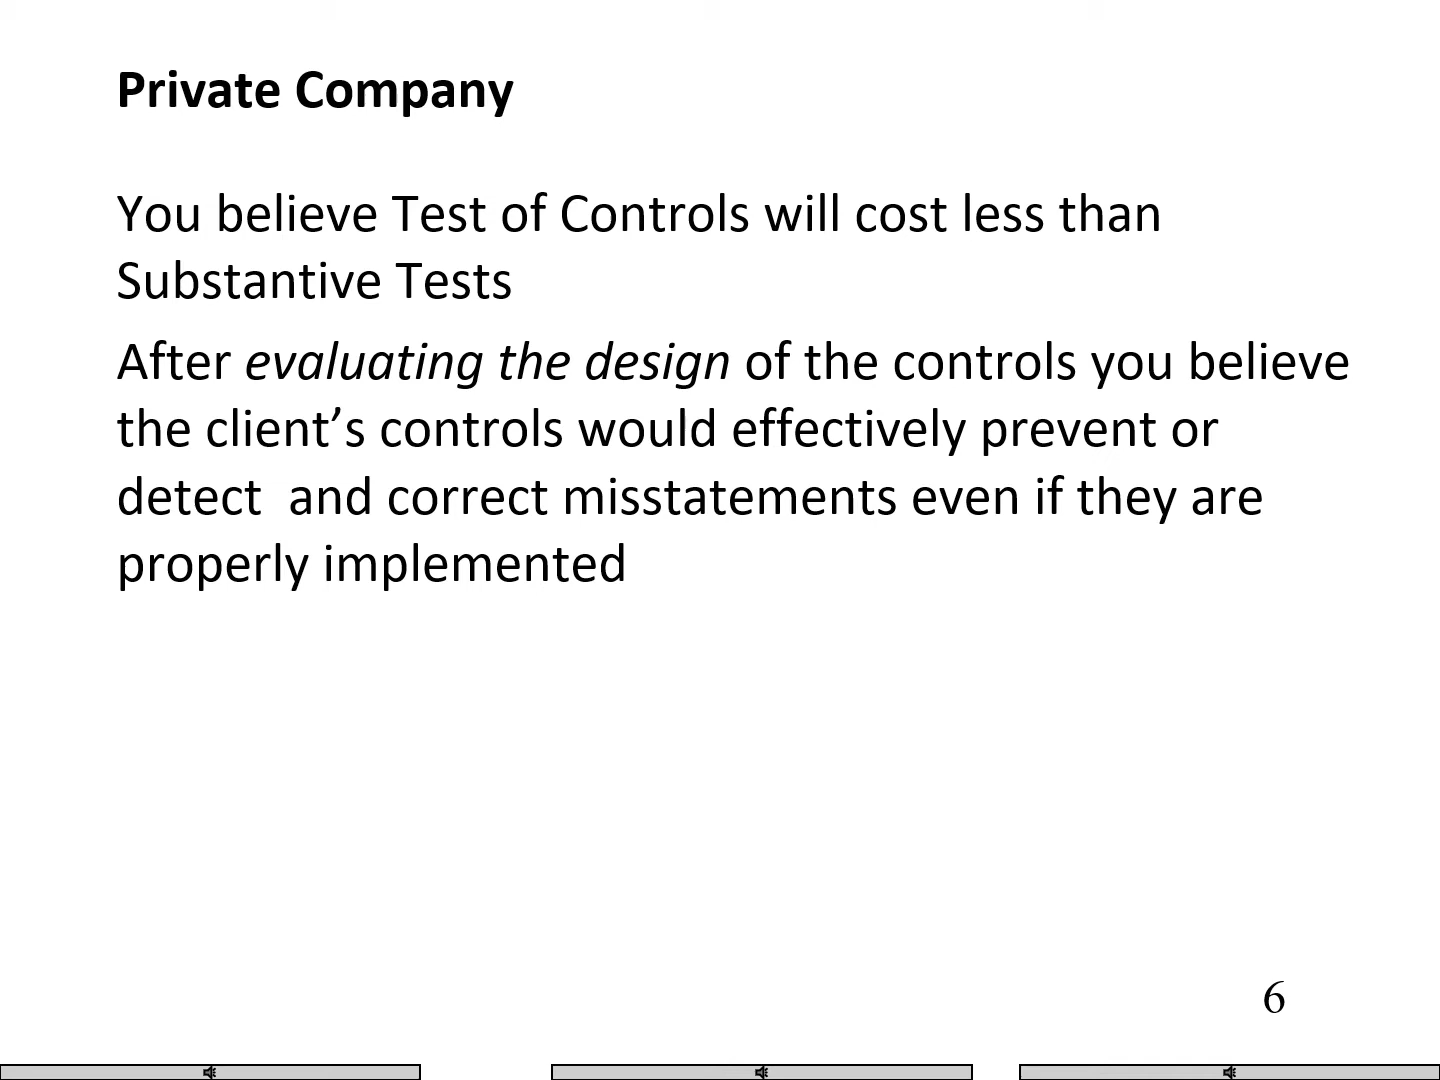 Private Company
You believe Test of Controls will cost less than
Substantive Tests
After evaluating the design of the controls you believe
the client’s controls would effectively prevent or
detect  and correct misstatements even if they are
properly implemented
6